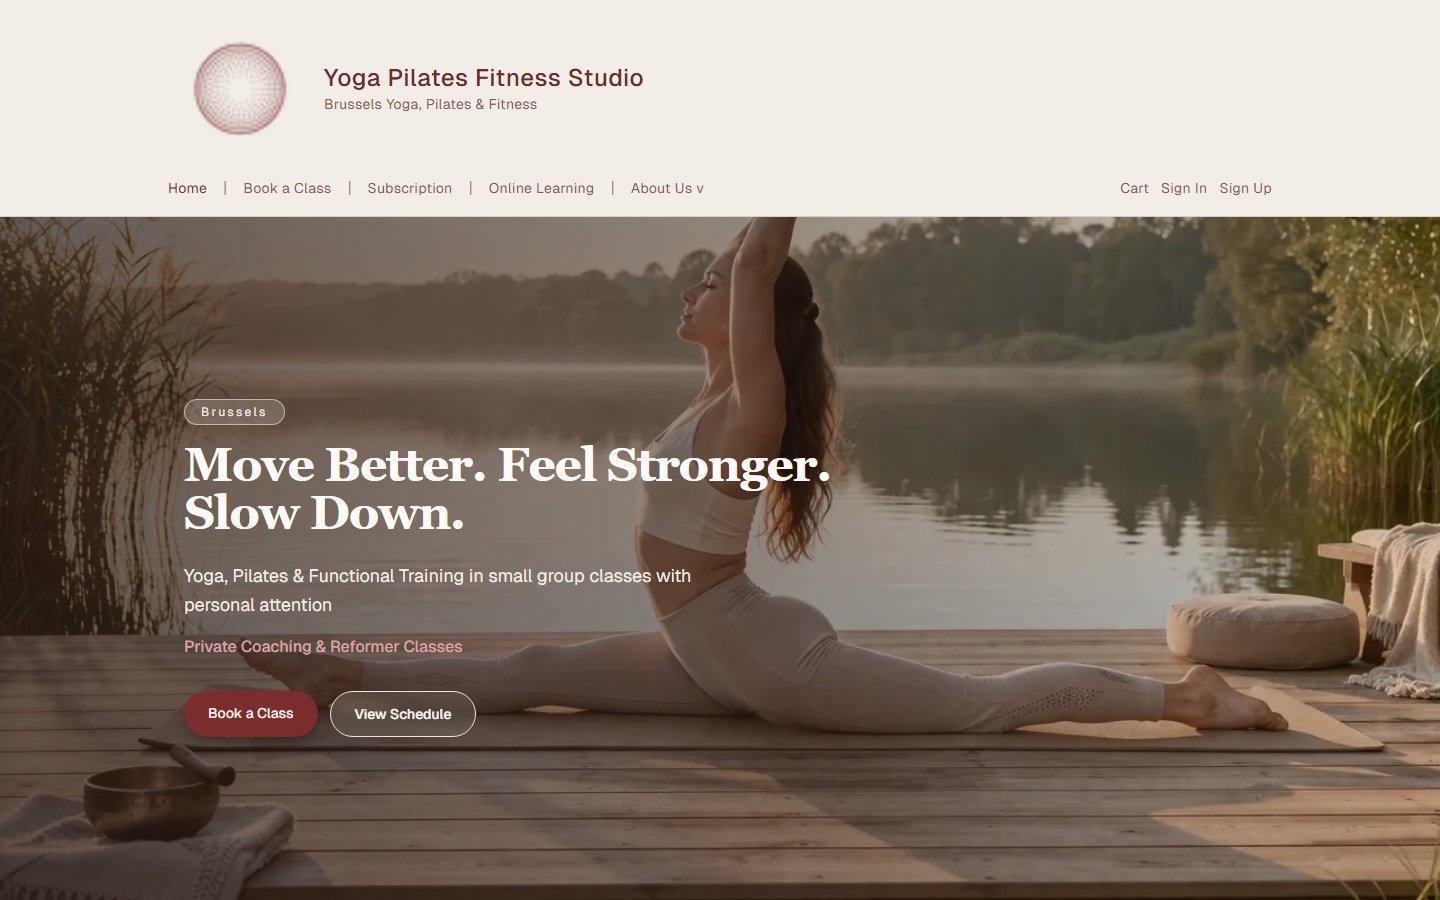 Yoga Pilates Fitness Studio
Brussels Yoga, Pilates & Fitness
Home | Book a Class | Subscription | Online Learning | About Us v
Cart Sign In Sign Up
Brussels
Move Better. Feel Stronger.
Slow Down.
Yoga, Pilates & Functional Training in small group classes with
personal attention
Private Coaching & Reformer Classes
Book a Class
View Schedule